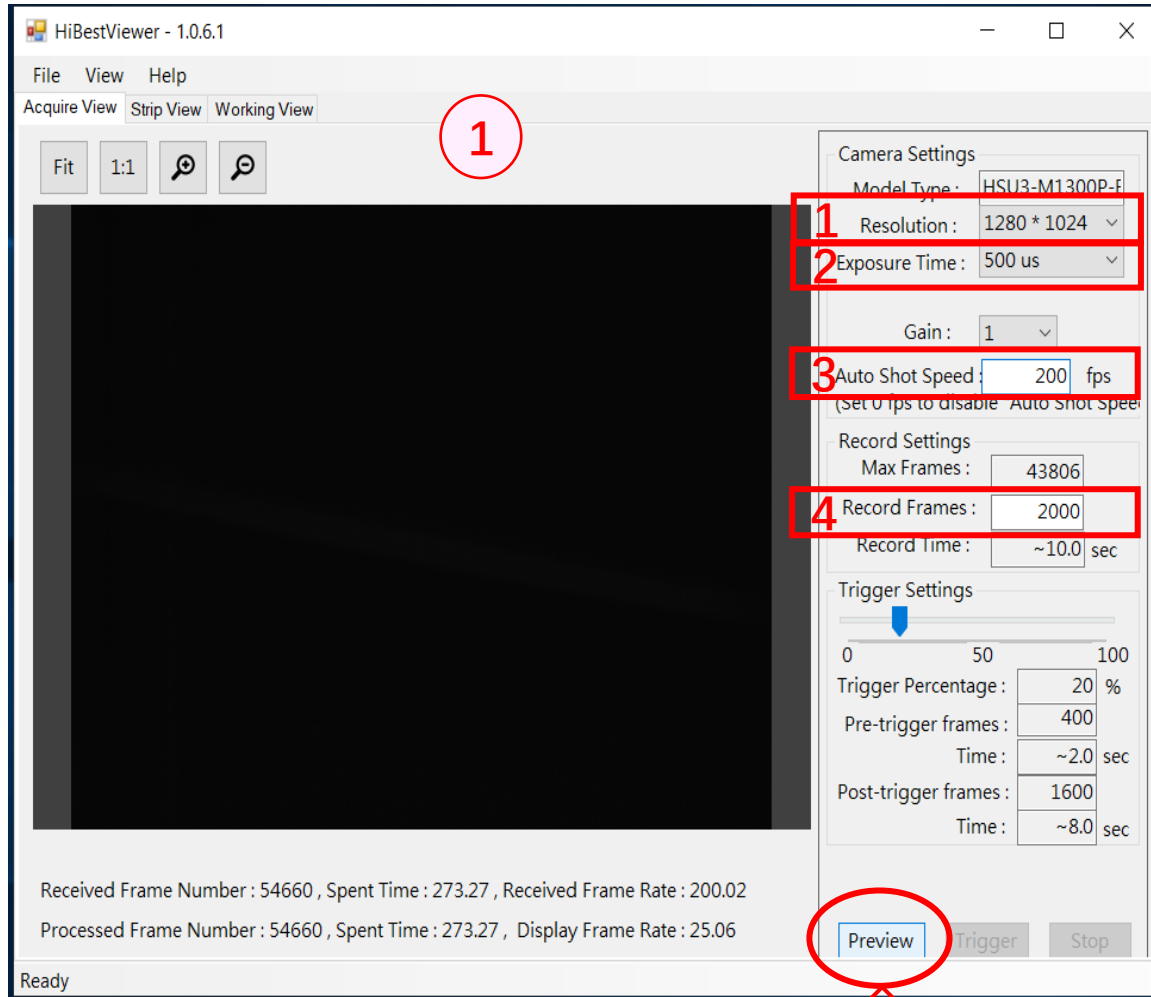 HiBestViewer - 1.0.6.1
File View Help
Acquire View Strip View Working View
1
Fit 1:1
Camera Settings
Model Type : HSU3-M1300P-
1 Resolution : 1280 * 1024
2 Exposure Time : 500 us
Gain : 1
3 Auto Shot Speed : 200 fps
(Set 0 fps to disable Auto Shot Spee
Record Settings
Max Frames : 43806
4 Record Frames : 2000
Record Time : ~10.0 sec
Trigger Settings
0 50 100
Trigger Percentage : 20 %
Pre-trigger frames : 400
Time : ~2.0 sec
Post-trigger frames : 1600
Time : ~8.0 sec
Received Frame Number : 54660 , Spent Time : 273.27 , Received Frame Rate : 200.02
Processed Frame Number : 54660 , Spent Time : 273.27 , Display Frame Rate : 25.06
Preview Trigger Stop
Ready